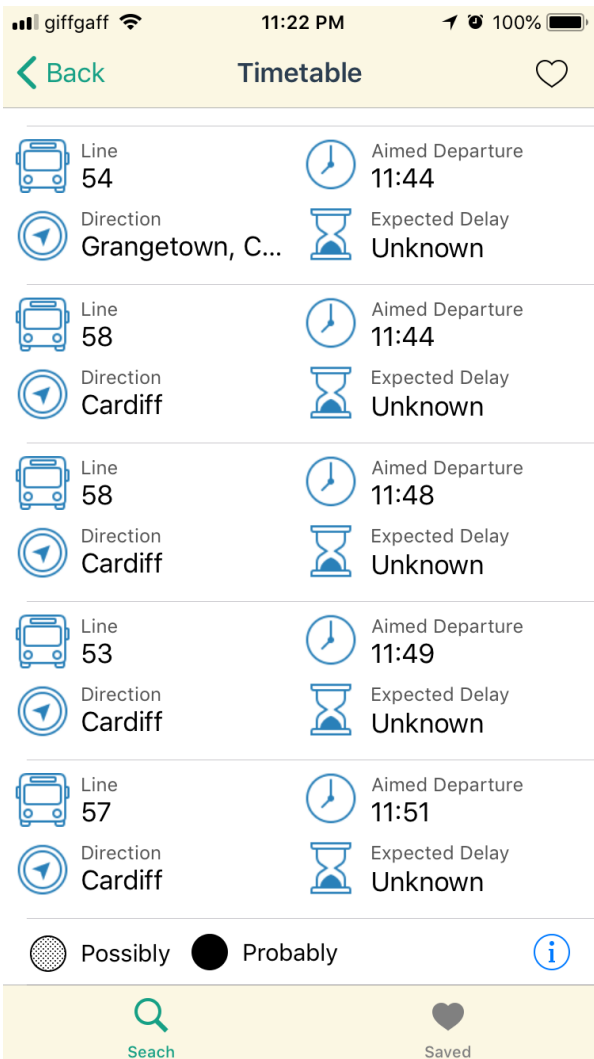 giffgaff 11:22 PM 100%
Back Timetable
Line Aimed Departure
54 11:44
Direction Expected Delay
Grangetown, C... Unknown
Line Aimed Departure
58 11:44
Direction Expected Delay
Cardiff Unknown
Line Aimed Departure
58 11:48
Direction Expected Delay
Cardiff Unknown
Line Aimed Departure
53 11:49
Direction Expected Delay
Cardiff Unknown
Line Aimed Departure
57 11:51
Direction Expected Delay
Cardiff Unknown
Possibly Probably i
Seach Saved